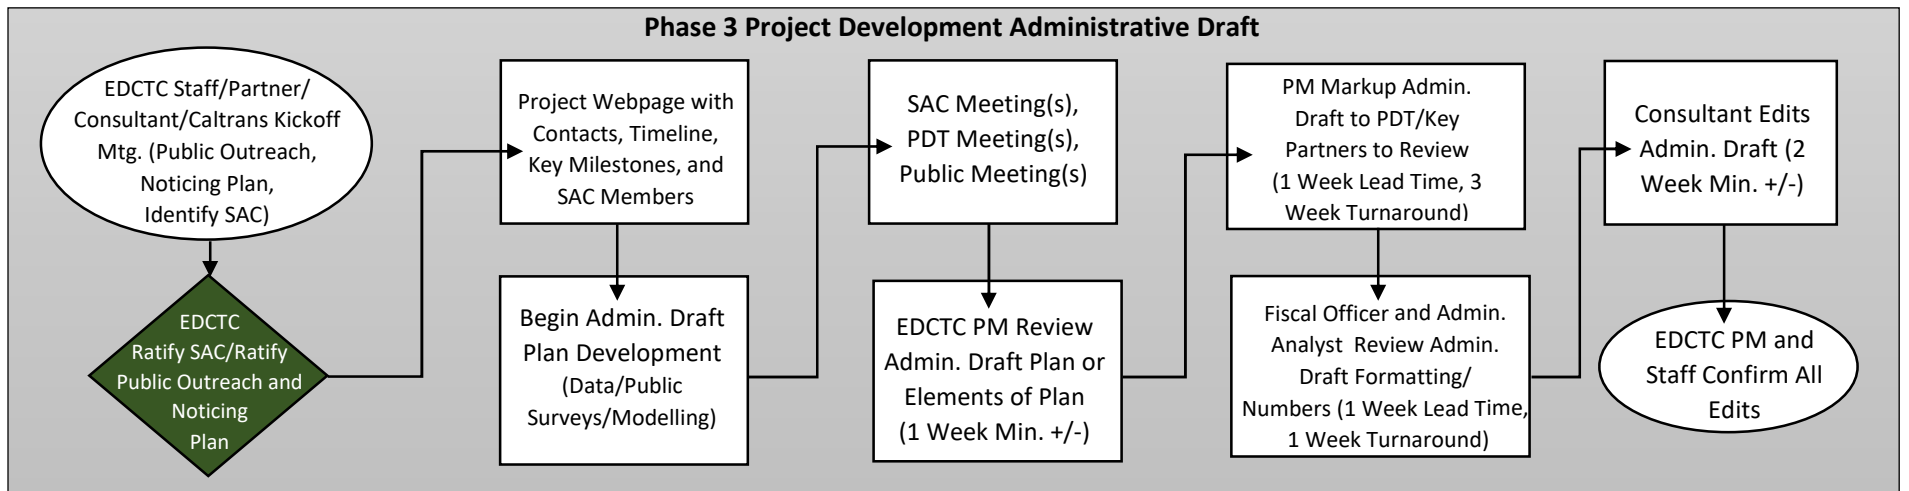 Phase 3 Project Development Administrative Draft
EDCTC Staff/Partner/
Consultant/Caltrans Kickoff
Mtg. (Public Outreach,
Noticing Plan,
Identify SAC)
EDCTC
Ratify SAC/Ratify
Public Outreach and
Noticing
Plan
Project Webpage with
Contacts, Timeline,
Key Milestones, and
SAC Members
Begin Admin. Draft
Plan Development
(Data/Public
Surveys/Modelling)
SAC Meeting(s),
PDT Meeting(s),
Public Meeting(s)
EDCTC PM Review
Admin. Draft Plan or
Elements of Plan
(1 Week Min. +/-)
PM Markup Admin.
Draft to PDT/Key
Partners to Review
(1 Week Lead Time, 3
Week Turnaround)
Fiscal Officer and Admin.
Analyst Review Admin.
Draft Formatting/
Numbers (1 Week Lead Time,
1 Week Turnaround)
Consultant Edits
Admin. Draft (2
Week Min. +/-)
EDCTC PM and
Staff Confirm All
Edits